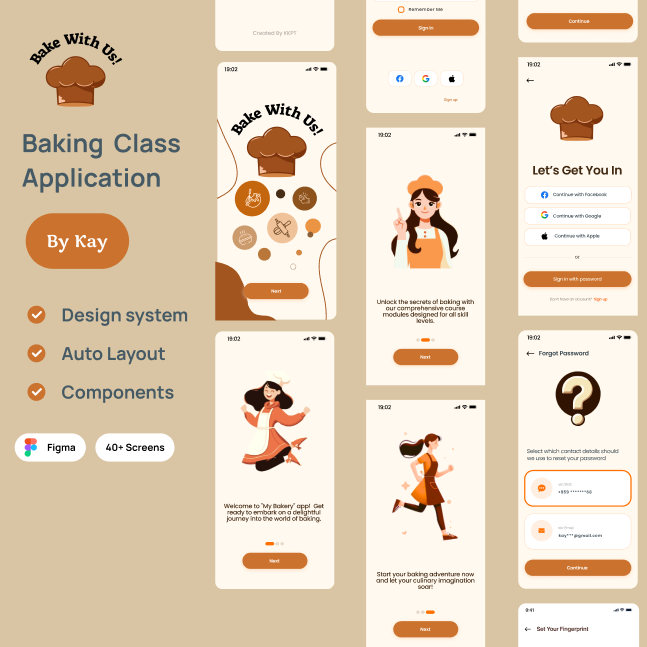 Bake With Us!
Baking Class
Application
By Kay
Design system
Auto Layout
Components
Figma
40+ Screens
Curated By KKPT
19:02
Bake With Us!
Next
19:02
Welcome to "My Bakery" app! Get
ready to embark on a delightful
journey into the world of baking.
Next
Remember Me
Sign in
Sign up
19:02
Unlock the secrets of baking with
our comprehensive course
modules designed for all skill
levels.
Next
19:02
Start your baking adventure now
and let your culinary imagination
soar!
Next
Continue
19:02
Let's Get You In
Continue with Facebook
Continue with Google
Continue with Apple
or
Sign in with password
Don't have an account? Sign up
19:02
Forgot Password
Select which contact details should
we use to reset your password
kay***@gmail.com
Continue
9:41
Set Your Fingerprint